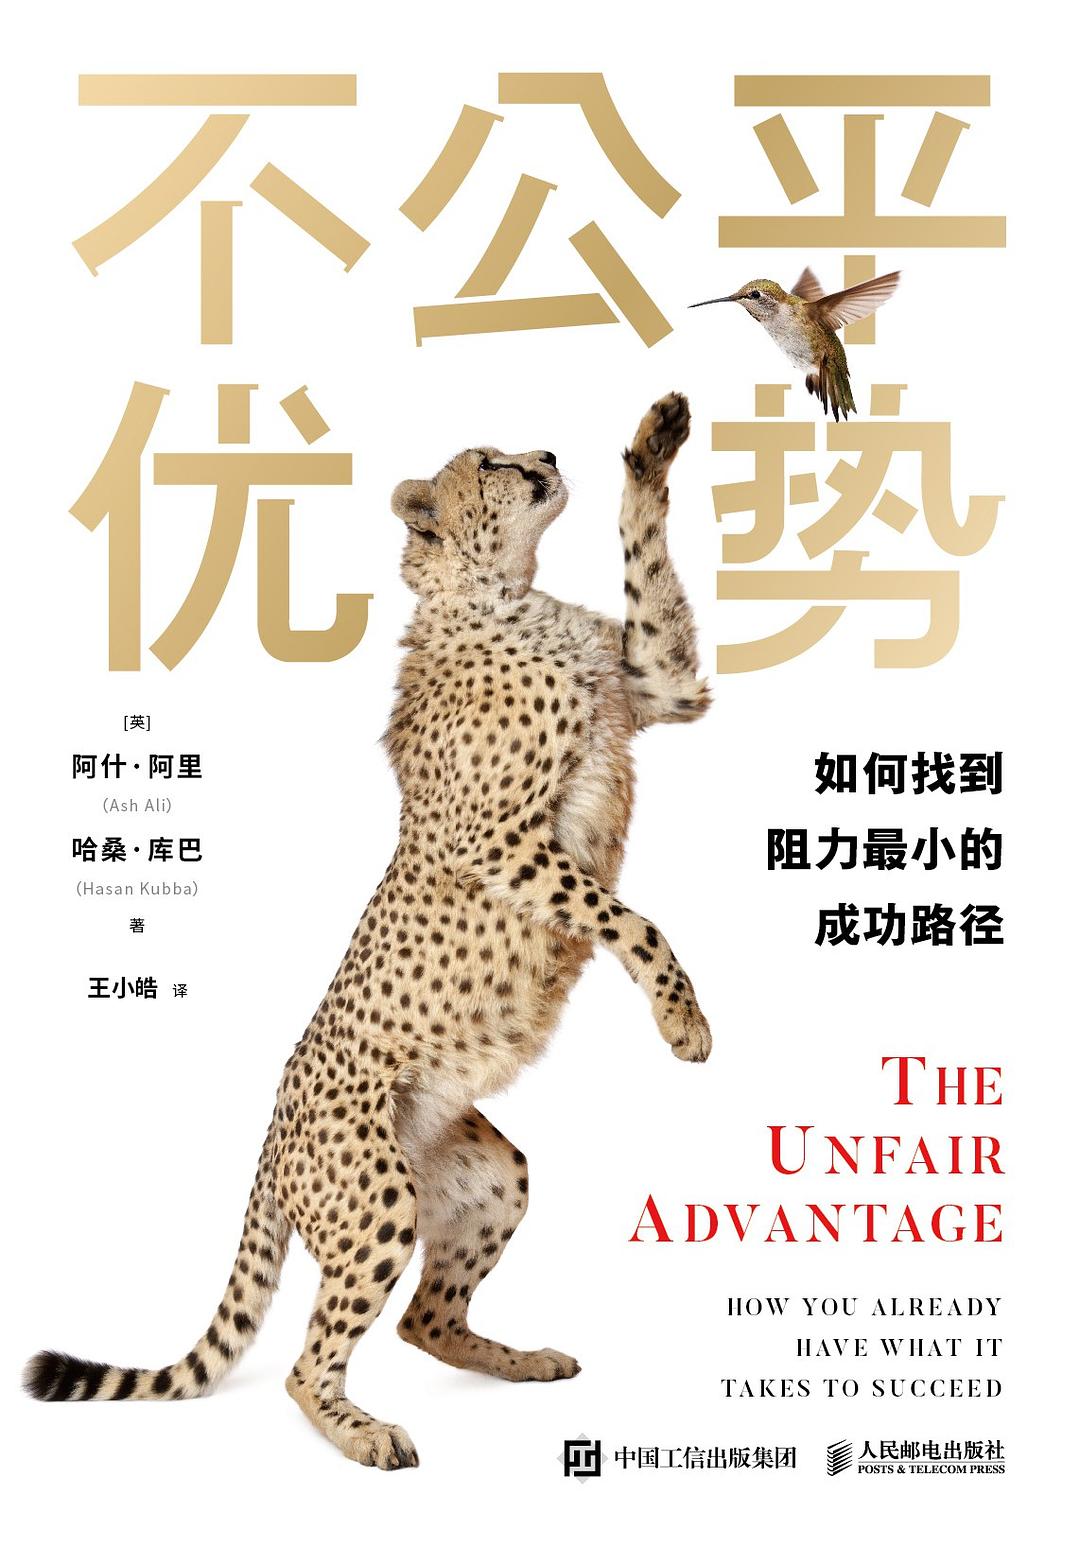 不公平
优势
[英]
阿什·阿里
(Ash Ali)
哈桑·库巴
(Hasan Kubba)
著
王小皓 译
如何找到
阻力最小的
成功路径
THE
UNFAIR
ADVANTAGE
HOW YOU ALREADY
HAVE WHAT IT
TAKES TO SUCCEED
中国工信出版集团
人民邮电出版社
POSTS & TELECOM PRESS